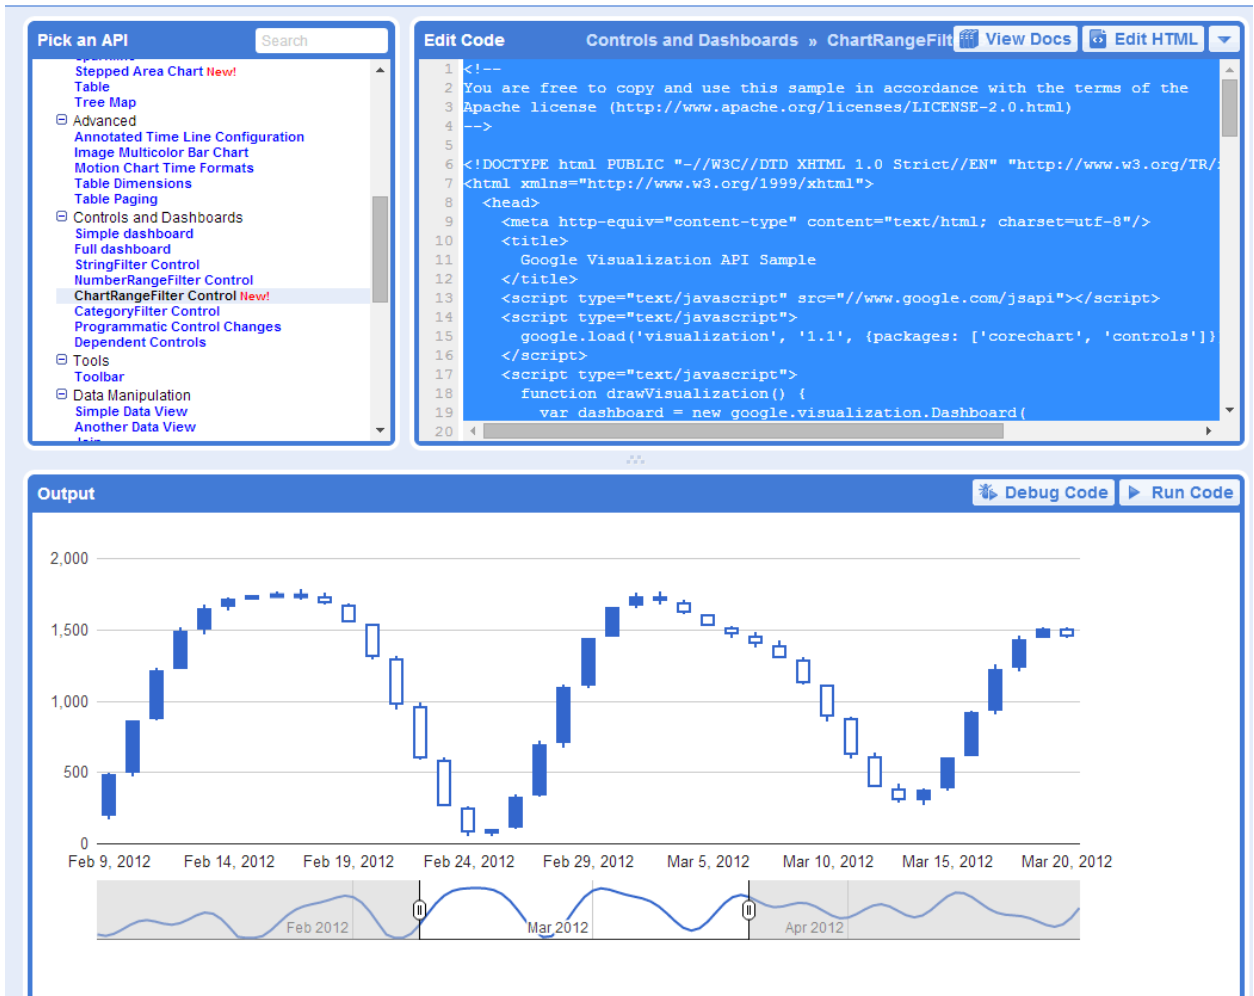 Pick an API
Search
Stepped Area Chart New!
Table
Tree Map
Advanced
Annotated Time Line Configuration
Image Multicolor Bar Chart
Motion Chart Time Formats
Table Dimensions
Table Paging
Controls and Dashboards
Simple dashboard
Full dashboard
StringFilter Control
NumberRangeFilter Control
ChartRangeFilter Control New!
CategoryFilter Control
Programmatic Control Changes
Dependent Controls
Tools
Toolbar
Data Manipulation
Simple Data View
Another Data View
Edit Code
Controls and Dashboards » ChartRangeFilt
View Docs
Edit HTML
1 <!--
2 You are free to copy and use this sample in accordance with the terms of the
3 Apache license (http://www.apache.org/licenses/LICENSE-2.0.html)
4 -->
5
6 <!DOCTYPE html PUBLIC "-//W3C//DTD XHTML 1.0 Strict//EN" "http://www.w3.org/TR/
7 <html xmlns="http://www.w3.org/1999/xhtml">
8 <head>
9 <meta http-equiv="content-type" content="text/html; charset=utf-8"/>
10 <title>
11 Google Visualization API Sample
12 </title>
13 <script type="text/javascript" src="//www.google.com/jsapi"></script>
14 <script type="text/javascript">
15 google.load('visualization', '1.1', {packages: ['corechart', 'controls']}
16 </script>
17 <script type="text/javascript">
18 function drawVisualization() {
19 var dashboard = new google.visualization.Dashboard(
20
Output
Debug Code
Run Code
2,000
1,500
1,000
500
0
Feb 9, 2012 Feb 14, 2012 Feb 19, 2012 Feb 24, 2012 Feb 29, 2012 Mar 5, 2012 Mar 10, 2012 Mar 15, 2012 Mar 20, 2012
Feb 2012 Mar 2012 Apr 2012